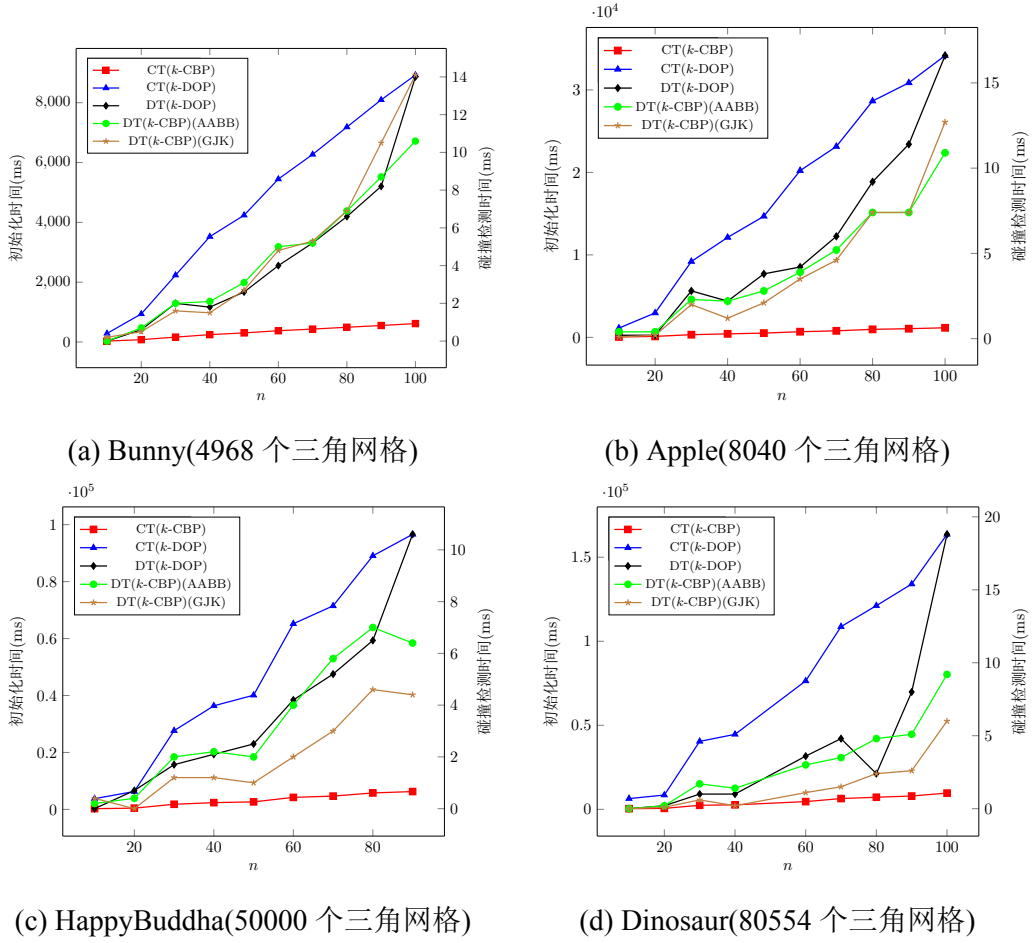 CT(k-CBP)
CT(k-DOP)
DT(k-DOP)
DT(k-CBP)(AABB)
DT(k-CBP)(GJK)
8,000
6,000
4,000
2,000
0
14
12
10
8
6
4
2
0
20
40
60
80
100
n
初始化时间(ms)
碰撞检测时间(ms)
(a) Bunny(4968 个三角网格)
·10⁴
CT(k-CBP)
CT(k-DOP)
DT(k-DOP)
DT(k-CBP)(AABB)
DT(k-CBP)(GJK)
3
2
1
0
15
10
5
0
0
20
40
60
80
100
n
初始化时间(ms)
碰撞检测时间(ms)
(b) Apple(8040 个三角网格)
·10⁵
CT(k-CBP)
CT(k-DOP)
DT(k-DOP)
DT(k-CBP)(AABB)
DT(k-CBP)(GJK)
1
0.8
0.6
0.4
0.2
0
10
8
6
4
2
0
20
40
60
80
n
初始化时间(ms)
碰撞检测时间(ms)
(c) HappyBuddha(50000 个三角网格)
·10⁵
CT(k-CBP)
CT(k-DOP)
DT(k-DOP)
DT(k-CBP)(AABB)
DT(k-CBP)(GJK)
1.5
1
0.5
0
20
15
10
5
0
20
40
60
80
100
n
初始化时间(ms)
碰撞检测时间(ms)
(d) Dinosaur(80554 个三角网格)